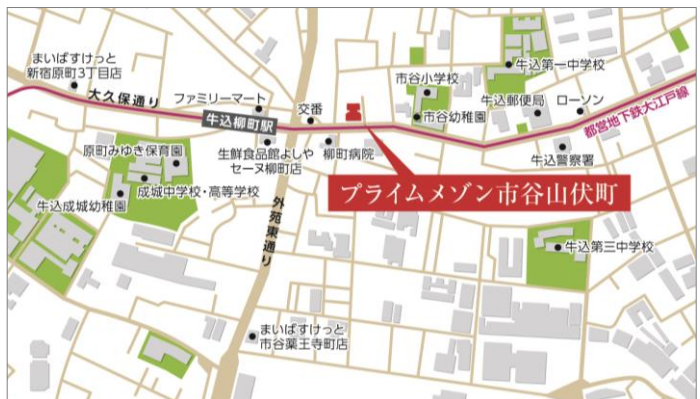 まいばすけっと
新宿原町3丁目店
大久保通り
ファミリーマート
交番
牛込柳町駅
生鮮食品館よしや
セーヌ柳町店
柳町病院
市谷小学校
市谷幼稚園
牛込第一中学校
牛込郵便局
ローソン
都営地下鉄大江戸線
牛込警察署
原町みゆき保育園
成城中学校・高等学校
牛込成城幼稚園
外苑東通り
プライムメゾン市谷山伏町
牛込第三中学校
まいばすけっと
市谷薬王寺町店